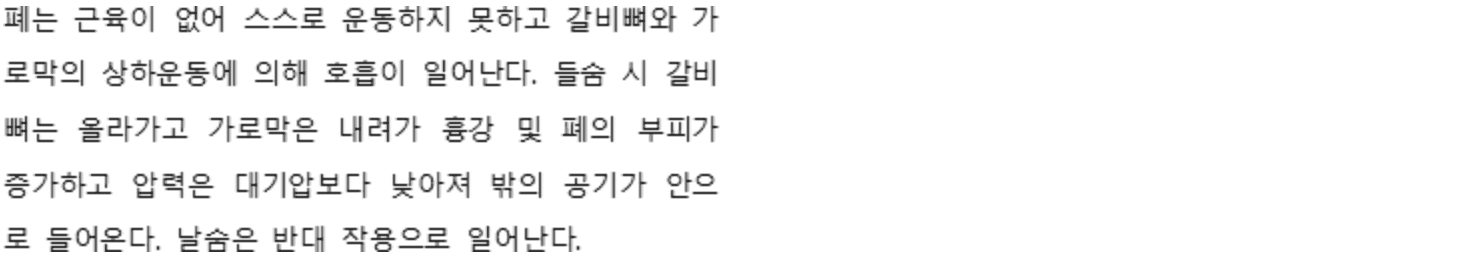 폐는 근육이 없어 스스로 운동하지 못하고 갈비뼈와 가
로막의 상하운동에 의해 호흡이 일어난다. 들숨 시 갈비
뼈는 올라가고 가로막은 내려가 흉강 및 폐의 부피가
증가하고 압력은 대기압보다 낮아져 밖의 공기가 안으
로 들어온다. 날숨은 반대 작용으로 일어난다.